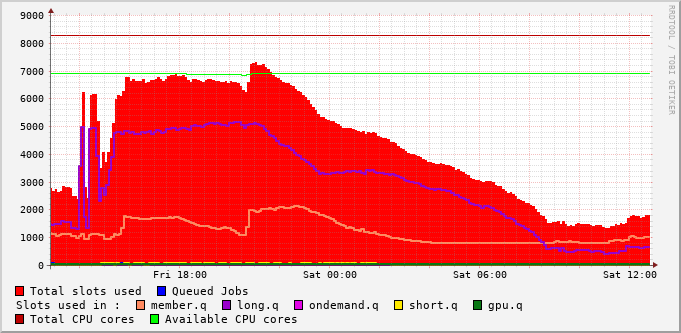 9000
8000
7000
6000
5000
4000
3000
2000
1000
0
Fri 18:00 Sat 00:00 Sat 06:00 Sat 12:00
Total slots used Queued Jobs
Slots used in : member.q long.q ondemand.q short.q gpu.q
Total CPU cores Available CPU cores
RRDTOOL / TOBI OETIKER